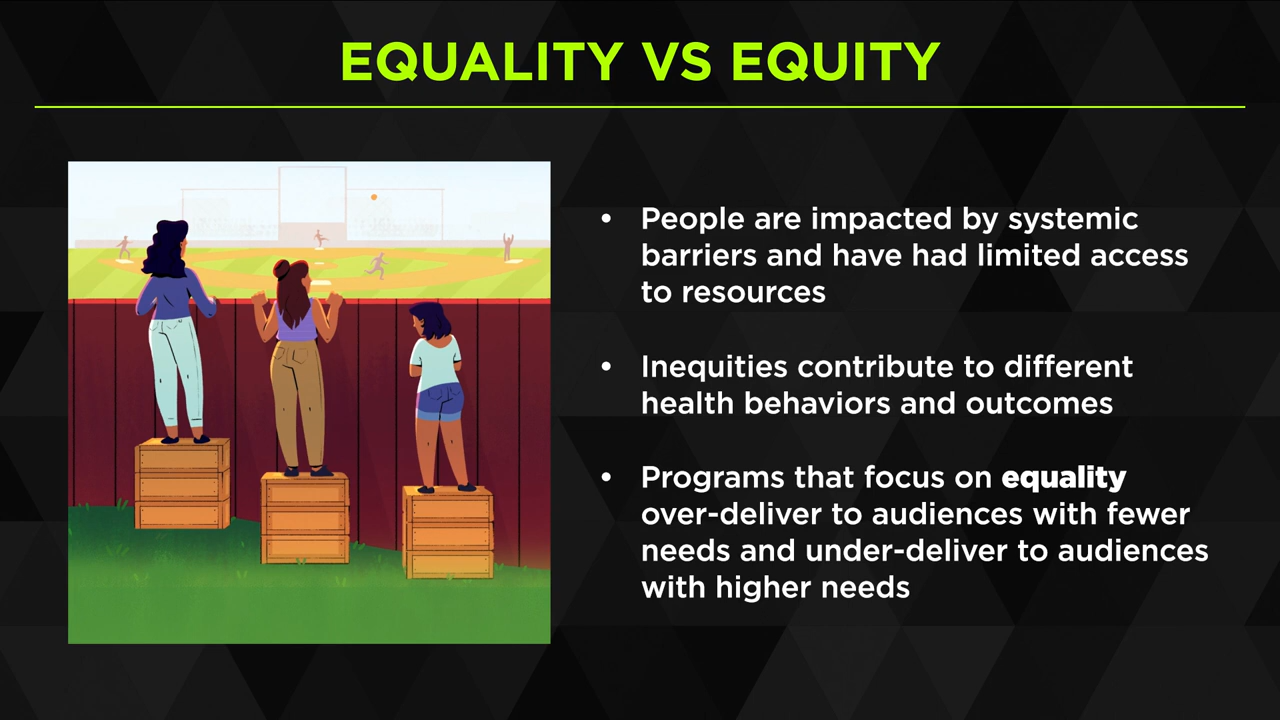 EQUALITY VS EQUITY
• People are impacted by systemic
barriers and have had limited access
to resources
• Inequities contribute to different
health behaviors and outcomes
• Programs that focus on equality
over-deliver to audiences with fewer
needs and under-deliver to audiences
with higher needs